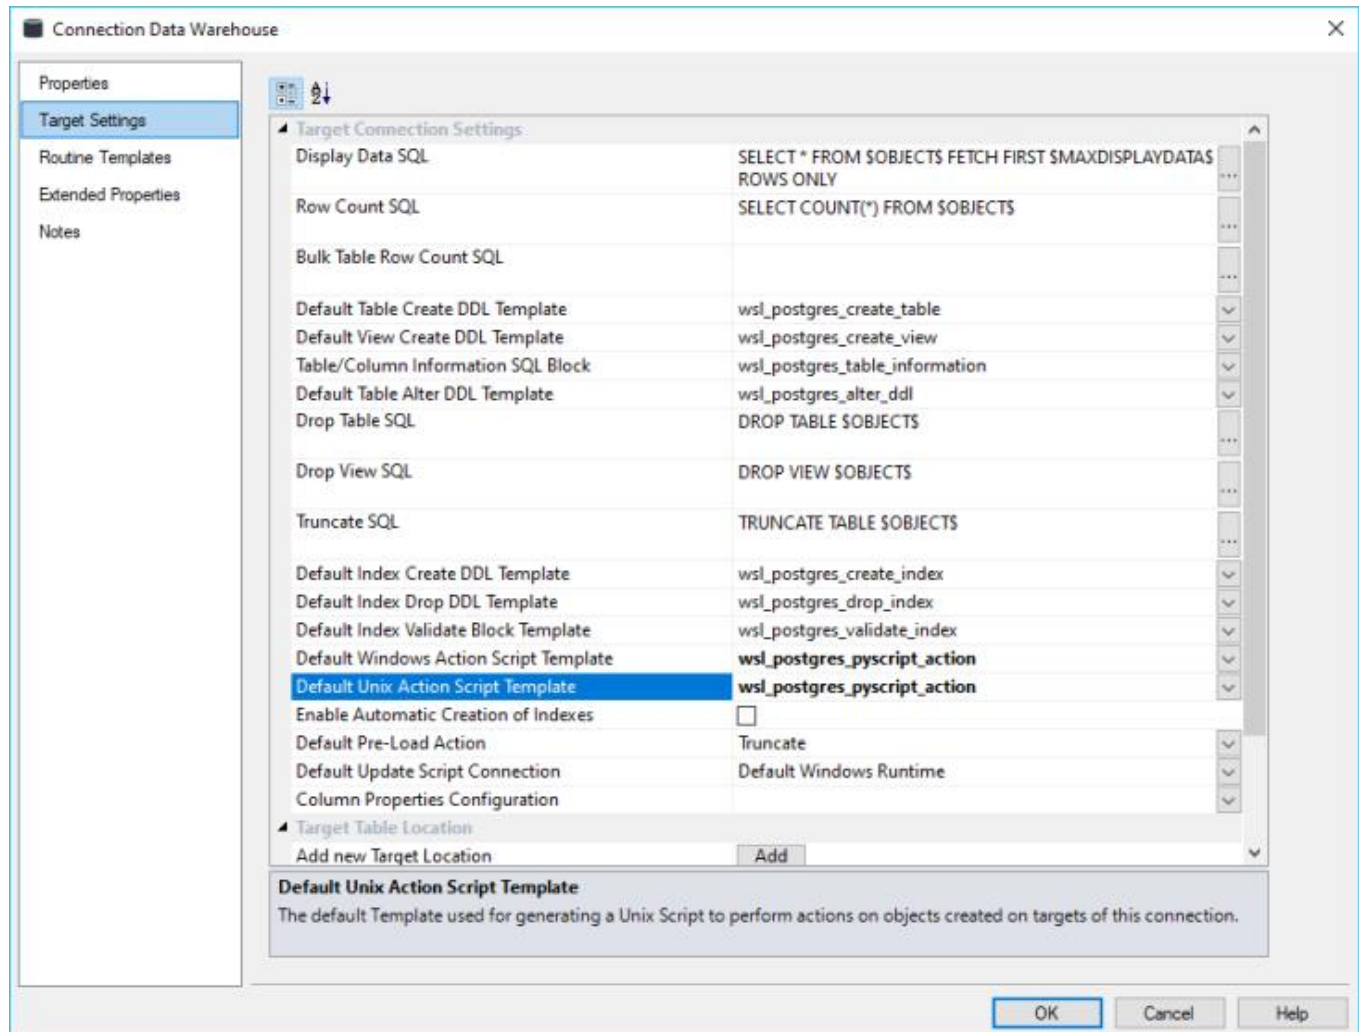 Connection Data Warehouse
Properties
Target Settings
Routine Templates
Extended Properties
Notes
Target Connection Settings
Display Data SQL SELECT * FROM $OBJECT$ FETCH FIRST $MAXDISPLAYDATA$
ROWS ONLY
...
Row Count SQL SELECT COUNT(*) FROM $OBJECT$
...
Bulk Table Row Count SQL
...
Default Table Create DDL Template wsl_postgres_create_table
Default View Create DDL Template wsl_postgres_create_view
Table/Column Information SQL Block wsl_postgres_table_information
Default Table Alter DDL Template wsl_postgres_alter_ddl
Drop Table SQL DROP TABLE $OBJECT$
...
Drop View SQL DROP VIEW $OBJECT$
...
Truncate SQL TRUNCATE TABLE $OBJECT$
...
Default Index Create DDL Template wsl_postgres_create_index
Default Index Drop DDL Template wsl_postgres_drop_index
Default Index Validate Block Template wsl_postgres_validate_index
Default Windows Action Script Template wsl_postgres_pyscript_action
Default Unix Action Script Template wsl_postgres_pyscript_action
Enable Automatic Creation of Indexes
Default Pre-Load Action Truncate
Default Update Script Connection Default Windows Runtime
Column Properties Configuration
Target Table Location
Add new Target Location Add
Default Unix Action Script Template
The default Template used for generating a Unix Script to perform actions on objects created on targets of this connection.
OK Cancel Help